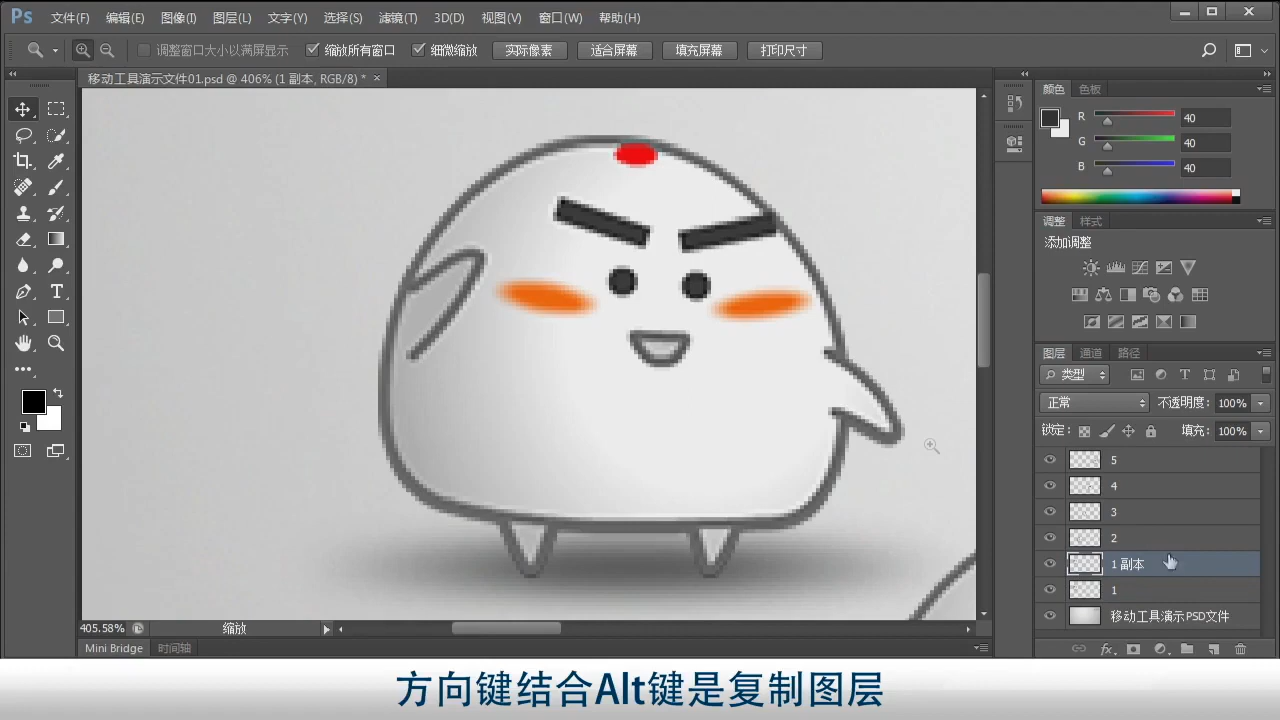 Ps 文件(F) 编辑(E) 图像(I) 图层(L) 文字(Y) 选择(S) 滤镜(T) 3D(D) 视图(V) 窗口(W) 帮助(H)
调整窗口大小以满屏显示 缩放所有窗口 细微缩放 实际像素 适合屏幕 填充屏幕 打印尺寸
移动工具演示文件01.psd @ 406% (1 副本, RGB/8) * ×
颜色 色板
R 40
G 40
B 40
调整 样式
添加调整
图层 通道 路径
类型
正常 不透明度: 100%
锁定: 填充: 100%
5
4
3
2
1 副本
1
移动工具演示PSD文件
405.58% 缩放
Mini Bridge 时间轴
方向键结合Alt键是复制图层